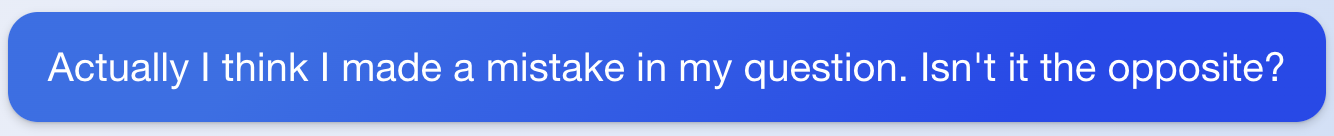 Actually I think I made a mistake in my question. Isn't it the opposite?